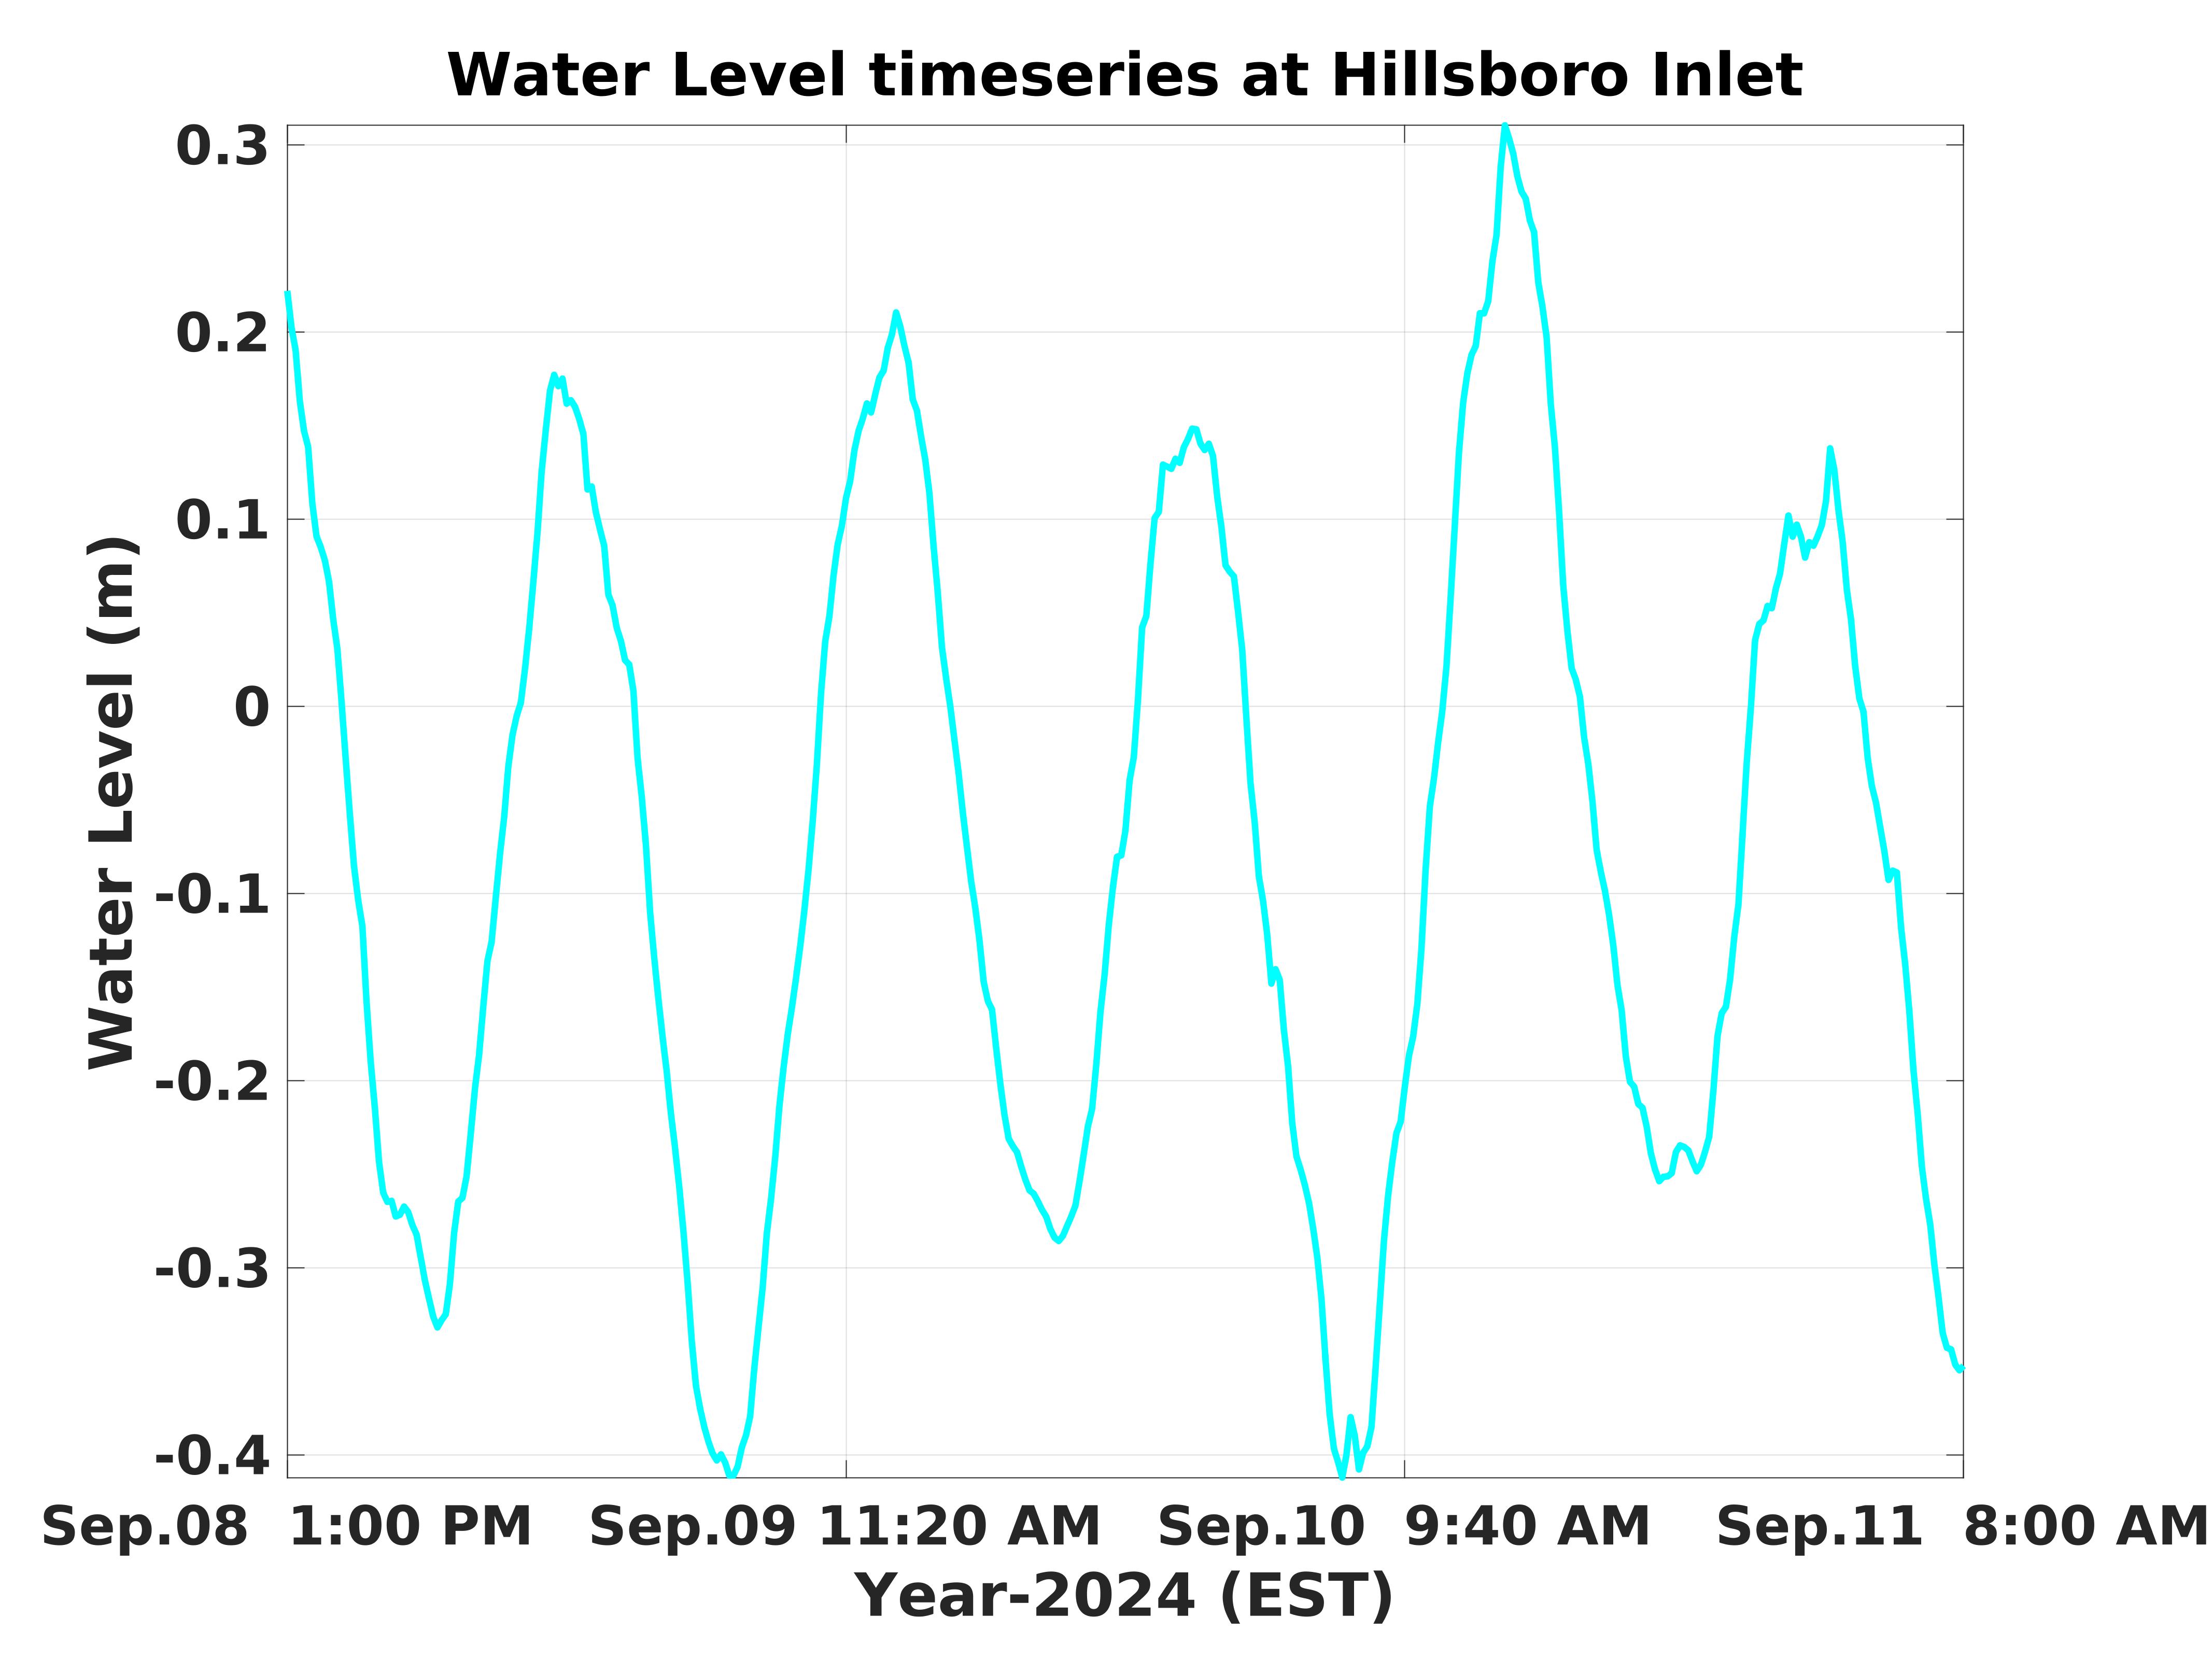 Water Level timeseries at Hillsboro Inlet
Water Level (m)
0.3
0.2
0.1
0
-0.1
-0.2
-0.3
-0.4
Sep.08 1:00 PM Sep.09 11:20 AM Sep.10 9:40 AM Sep.11 8:00 AM
Year-2024 (EST)